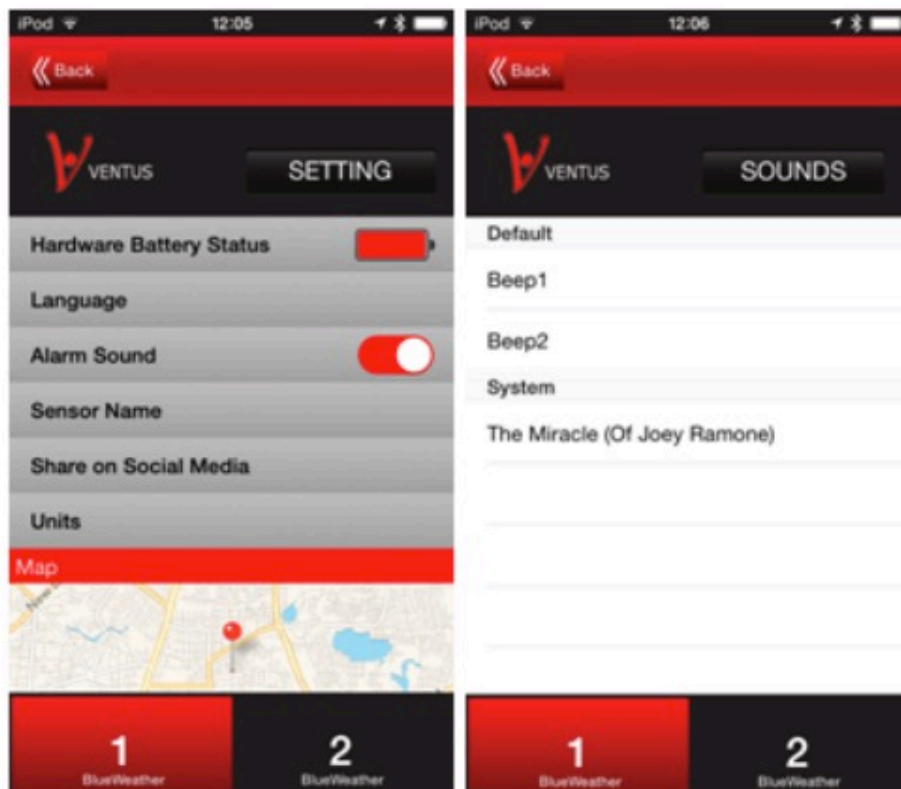 iPod 12:05
Back
VENTUS SETTING
Hardware Battery Status
Language
Alarm Sound
Sensor Name
Share on Social Media
Units
Map
1 2
BlueWeather BlueWeather
iPod 12:06
Back
VENTUS SOUNDS
Default
Beep1
Beep2
System
The Miracle (Of Joey Ramone)
1 2
BlueWeather BlueWeather